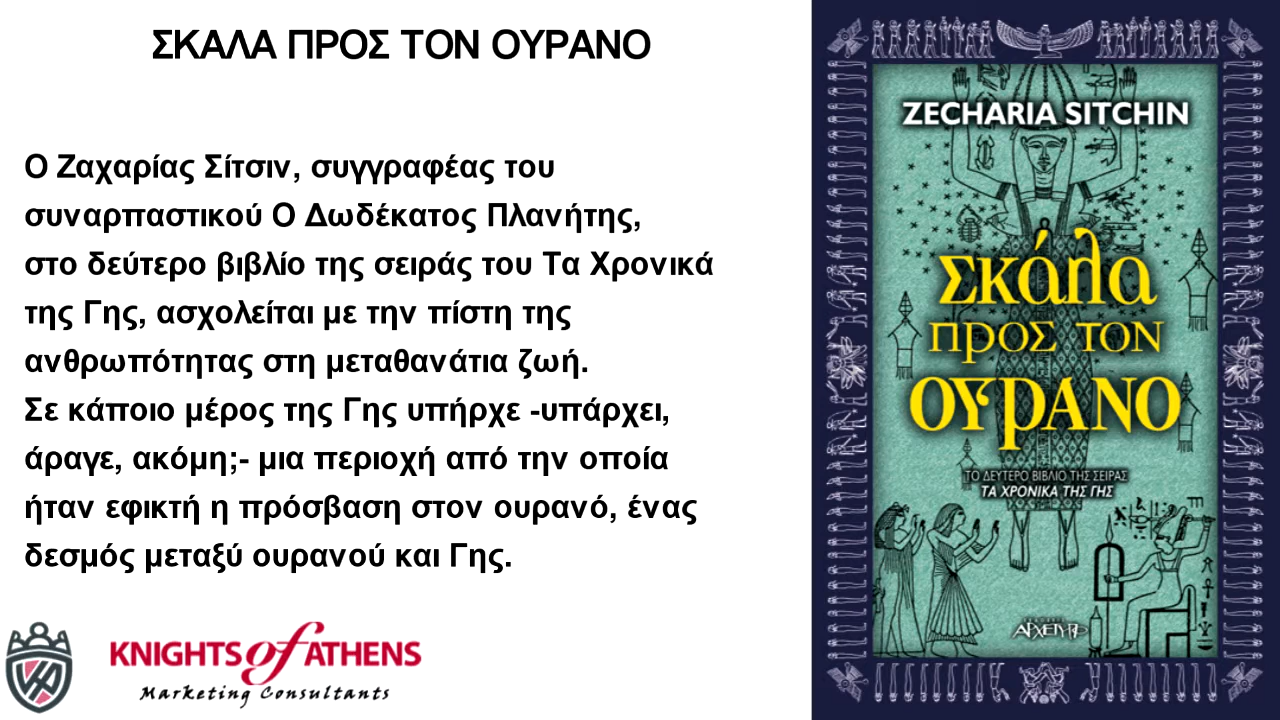 ΣΚΑΛΑ ΠΡΟΣ ΤΟΝ ΟΥΡΑΝΟ
Ο Ζαχαρίας Σίτσιν, συγγραφέας του
συναρπαστικού Ο Δωδέκατος Πλανήτης,
στο δεύτερο βιβλίο της σειράς του Τα Χρονικά
της Γης, ασχολείται με την πίστη της
ανθρωπότητας στη μεταθανάτια ζωή.
Σε κάποιο μέρος της Γης υπήρχε -υπάρχει,
άραγε, ακόμη;- μια περιοχή από την οποία
ήταν εφικτή η πρόσβαση στον ουρανό, ένας
δεσμός μεταξύ ουρανού και Γης.
KNIGHTS of ATHENS
Marketing Consultants
ZECHARIA SITCHIN
Σκάλα
ΠΡΟΣ ΤΟΝ
ΟΥΡΑΝΟ
ΤΟ ΔΕΥΤΕΡΟ ΒΙΒΛΙΟ ΤΗΣ ΣΕΙΡΑΣ
ΤΑ ΧΡΟΝΙΚΑ ΤΗΣ ΓΗΣ
ΑΡΧΕΤΥΠΟ